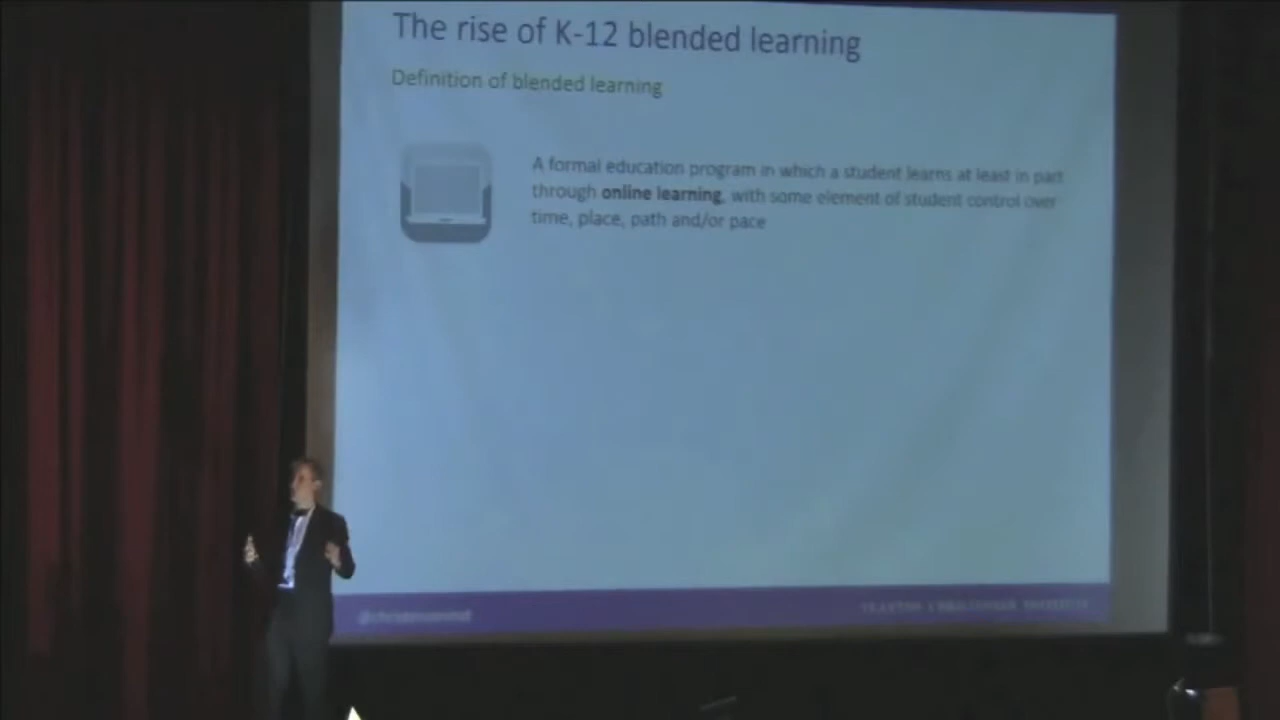 The rise of K-12 blended learning
Definition of blended learning
A formal education program in which a student learns at least in part
through online learning, with some element of student control over
time, place, path and/or pace